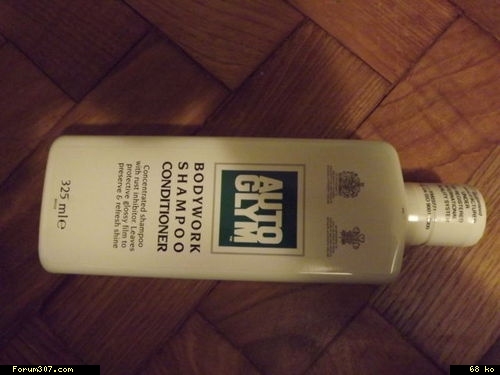 AUTO
GLYM
BODYWORK
SHAMPOO
CONDITIONER
Concentrated shampoo
with rust inhibitor. Leaves
protective glossy film to
preserve & refresh shine
325 ml e
Forum307.com
68 ko